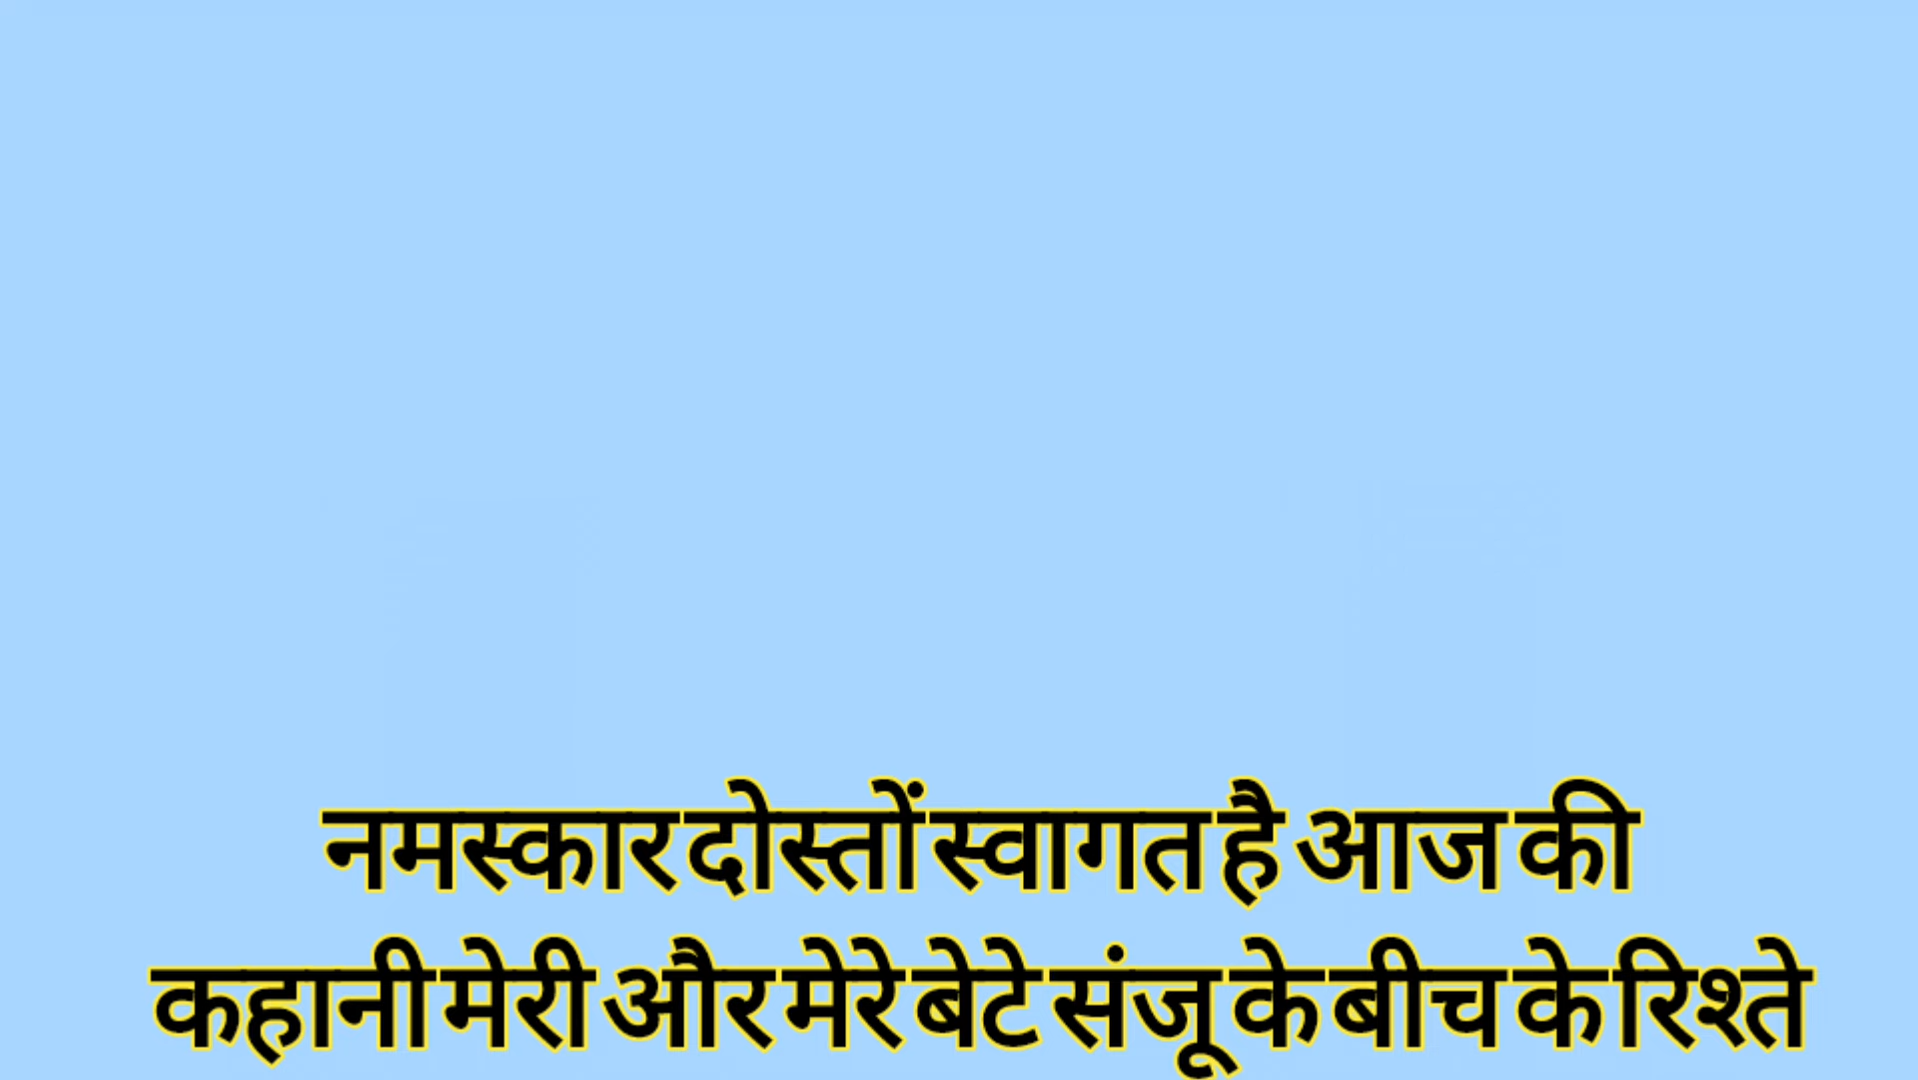 नमस्कार दोस्तों स्वागत है आज की
कहानी मेरी और मेरे बेटे संजू के बीच के रिश्ते